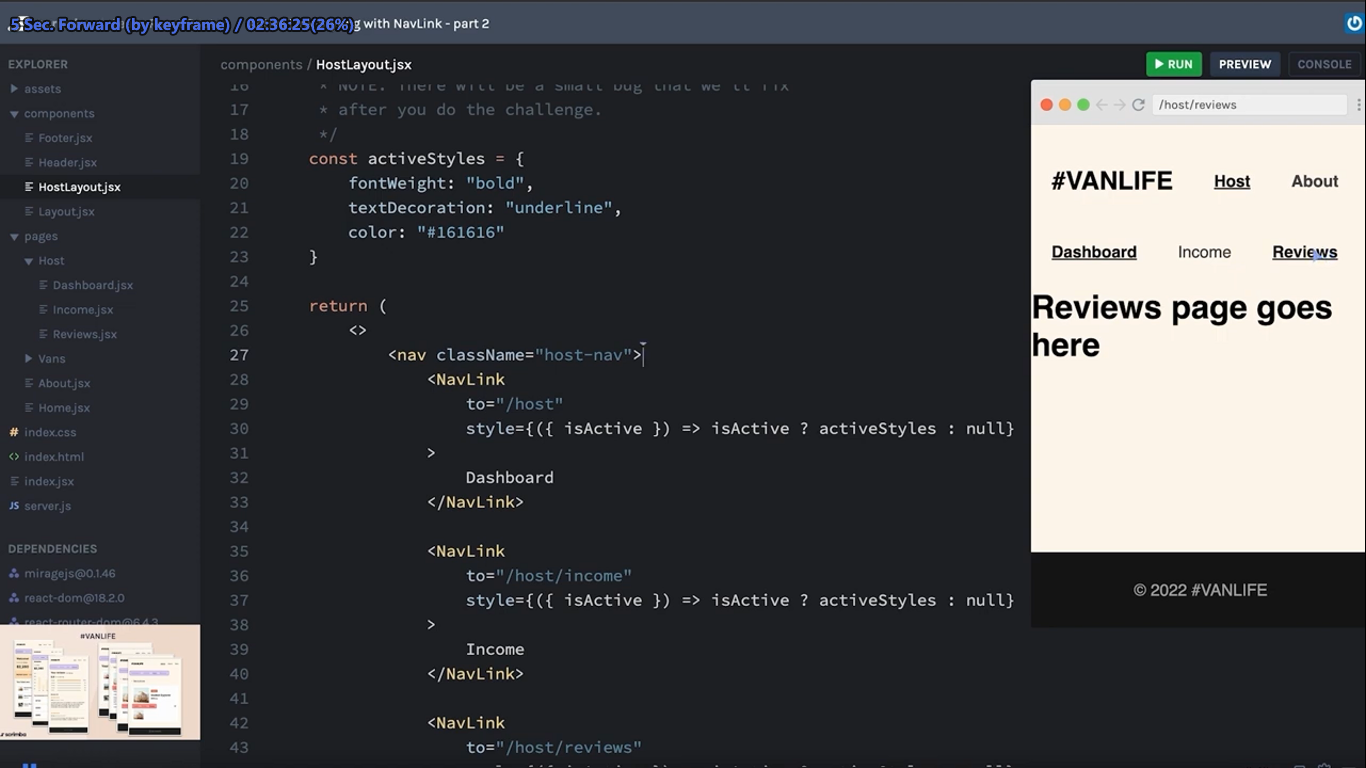 5 Sec. Forward (by keyframe) / 02:36:25(26%)
g with NavLink - part 2
EXPLORER
assets
components
Footer.jsx
Header.jsx
HostLayout.jsx
Layout.jsx
pages
Host
Dashboard.jsx
Income.jsx
Reviews.jsx
Vans
About.jsx
Home.jsx
index.css
index.html
index.jsx
JS server.js
DEPENDENCIES
miragejs@0.1.46
react-dom@18.2.0
react-router-dom@6.4.3
#VANLIFE
components / HostLayout.jsx
RUN
PREVIEW
CONSOLE
16 * NOTE: There will be a small bug that we'll fix
17 * after you do the challenge.
18 */
19 const activeStyles = {
20 fontWeight: "bold",
21 textDecoration: "underline",
22 color: "#161616"
23 }
24
25 return (
26 <>
27 <nav className="host-nav">
28 <NavLink
29 to="/host"
30 style={({ isActive }) => isActive ? activeStyles : null}
31 >
32 Dashboard
33 </NavLink>
34
35 <NavLink
36 to="/host/income"
37 style={({ isActive }) => isActive ? activeStyles : null}
38 >
39 Income
40 </NavLink>
41
42 <NavLink
43 to="/host/reviews"
/host/reviews
#VANLIFE Host About
Dashboard Income Reviews
Reviews page goes
here
© 2022 #VANLIFE